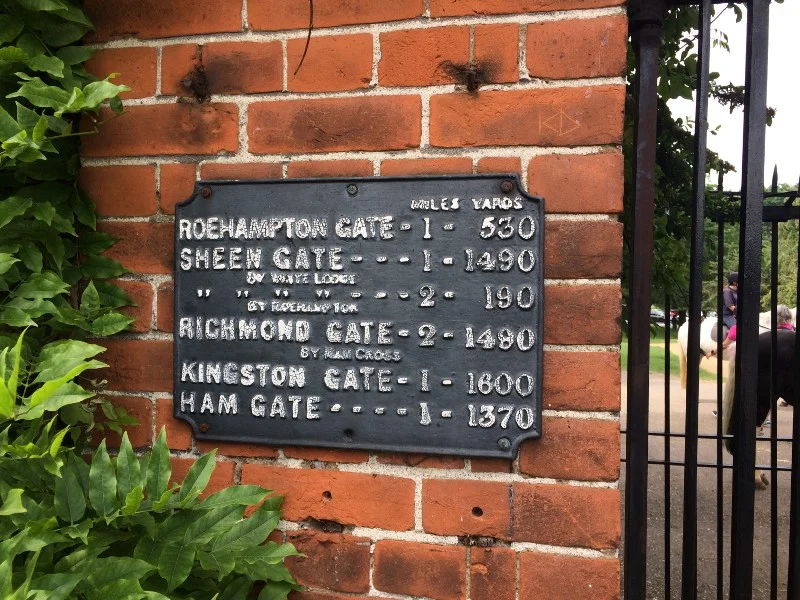 MILES YARDS
ROEHAMPTON GATE - 1 - 530
SHEEN GATE - - - 1 - 1490
BY WHITE LODGE
" " " " - - - 2 - 190
BY ROEHAMPTON
RICHMOND GATE - 2 - 1490
BY HAM CROSS
KINGSTON GATE - 1 - 1600
HAM GATE - - - - 1 - 1370